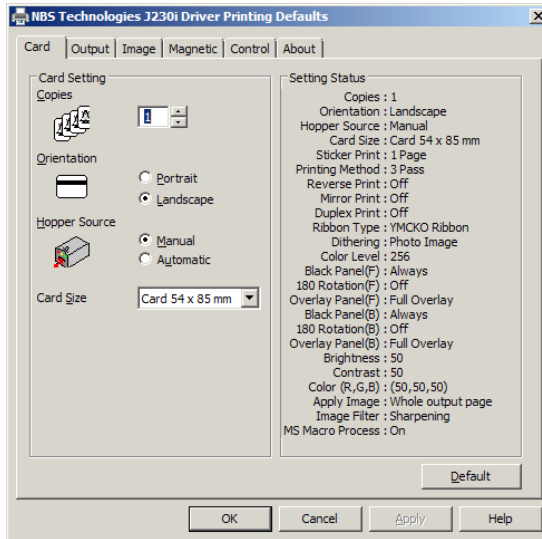 NBS Technologies J230i Driver Printing Defaults
Card Output Image Magnetic Control About
Card Setting
Copies
1
Orientation
Portrait
Landscape
Hopper Source
Manual
Automatic
Card Size Card 54 x 85 mm
Setting Status
Copies : 1
Orientation : Landscape
Hopper Source : Manual
Card Size : Card 54 x 85 mm
Sticker Print : 1 Page
Printing Method : 3 Pass
Reverse Print : Off
Mirror Print : Off
Duplex Print : Off
Ribbon Type : YMCKO Ribbon
Dithering : Photo Image
Color Level : 256
Black Panel(F) : Always
180 Rotation(F) : Off
Overlay Panel(F) : Full Overlay
Black Panel(B) : Always
180 Rotation(B) : Off
Overlay Panel(B) : Full Overlay
Brightness : 50
Contrast : 50
Color (R,G,B) : (50,50,50)
Apply Image : Whole output page
Image Filter : Sharpening
MS Macro Process : On
Default
OK Cancel Apply Help